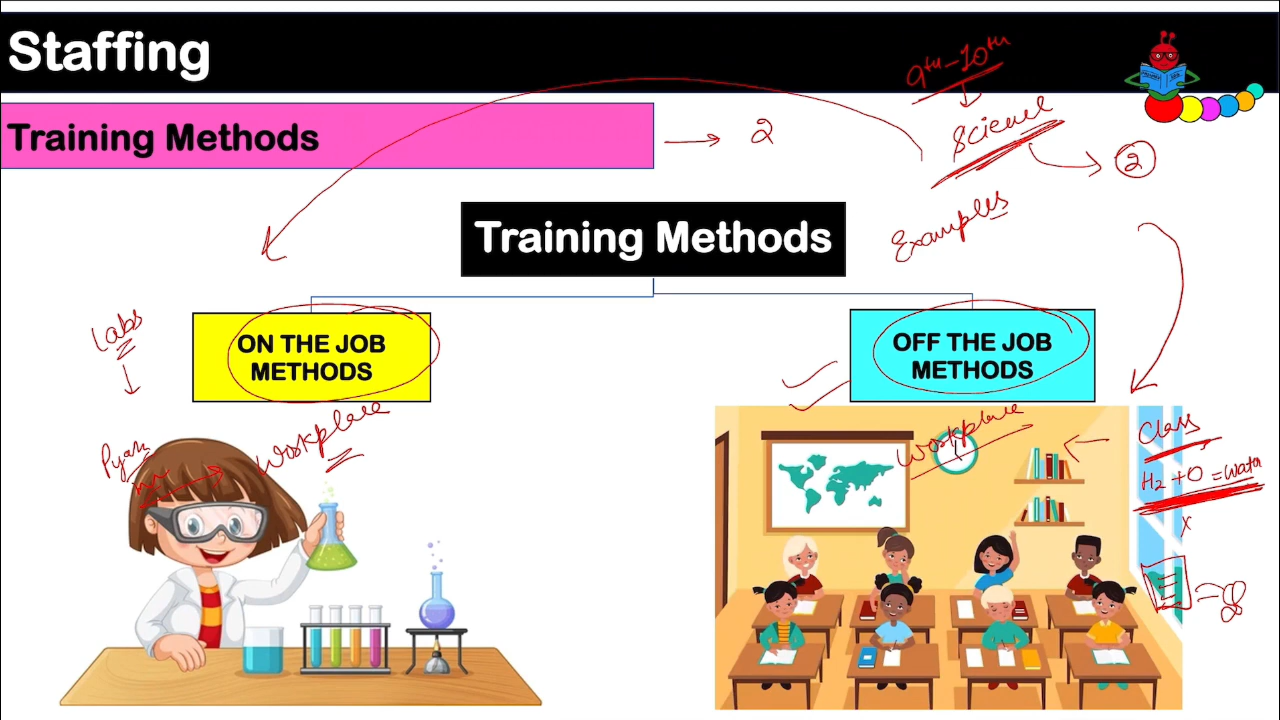 Staffing
9th-10th
Training Methods
2
Science
2
Examples
Training Methods
Labs
ON THE JOB
METHODS
OFF THE JOB
METHODS
Workplace
Workplace
Class
H2 + O = Water
x